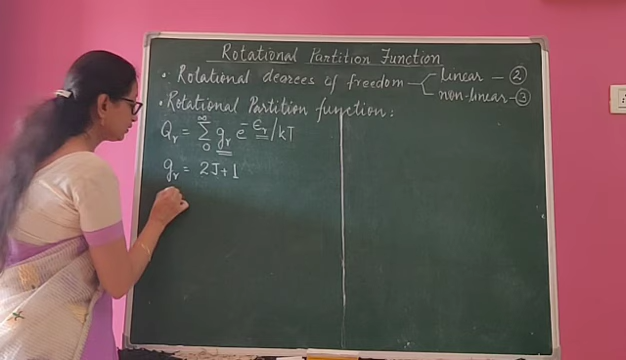 Rotational Partition Function
• Rotational degrees of freedom — linear — ②
non-linear - ③
• Rotational Partition function:
Qᵣ = ∞ Σ 0 gᵣ e^-εᵣ/kT
gᵣ = 2J+1